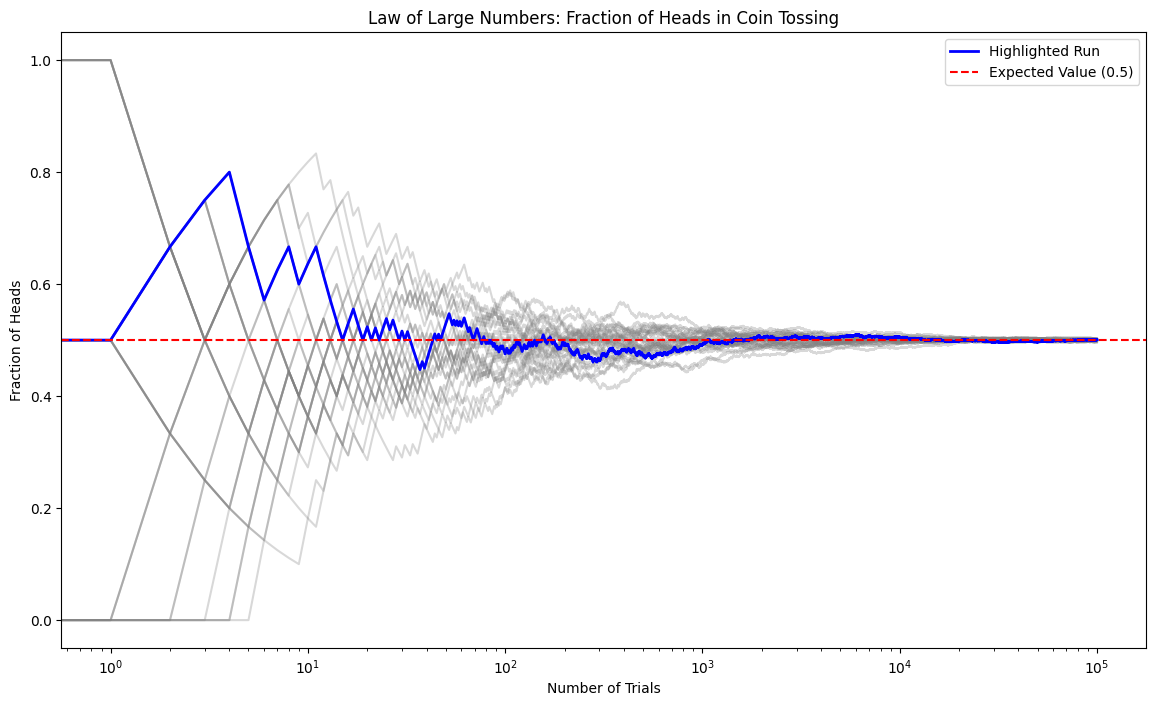 Law of Large Numbers: Fraction of Heads in Coin Tossing
Highlighted Run
Expected Value (0.5)
Fraction of Heads
1.0
0.8
0.6
0.4
0.2
0.0
10⁰ 10¹ 10² 10³ 10⁴ 10⁵
Number of Trials